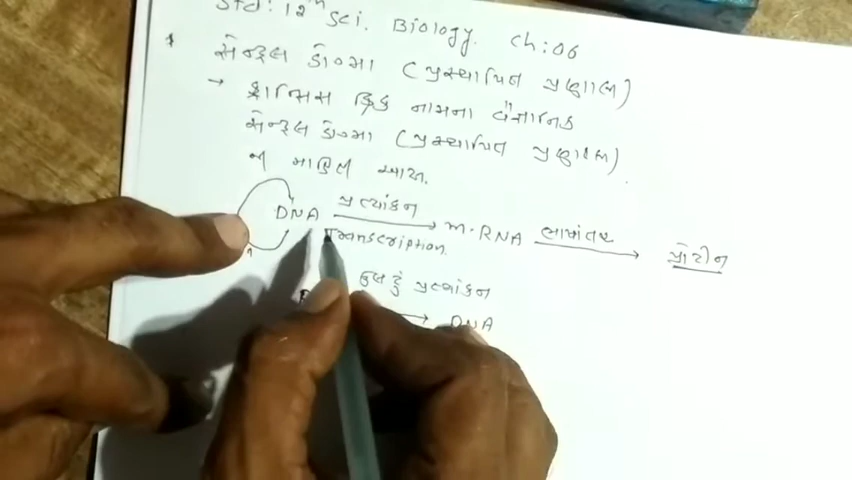 Std: 12th Sci. Biology. Ch: 06
સેન્ટ્રલ ડોગ્મા (પ્રસ્થાપિત પ્રણાલી)
→ ફ્રાન્સિસ ક્રિક નામના વૈજ્ઞાનિક
સેન્ટ્રલ ડોગ્મા (પ્રસ્થાપિત પ્રણાલી)
ની માહિતી આપી.
DNA પ્રત્યાંકન → m.RNA ભાષાંતર → પ્રોટીન
Transcription.
પ્રત્યાંકન
→ DNA